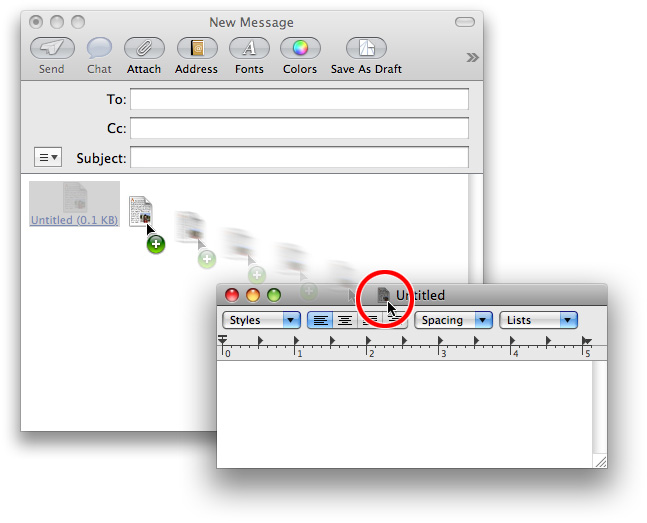 New Message
Send Chat Attach Address Fonts Colors Save As Draft
To:
Cc:
Subject:
Untitled (0.1 KB)
Untitled
Styles Spacing Lists
0 1 2 3 4 5